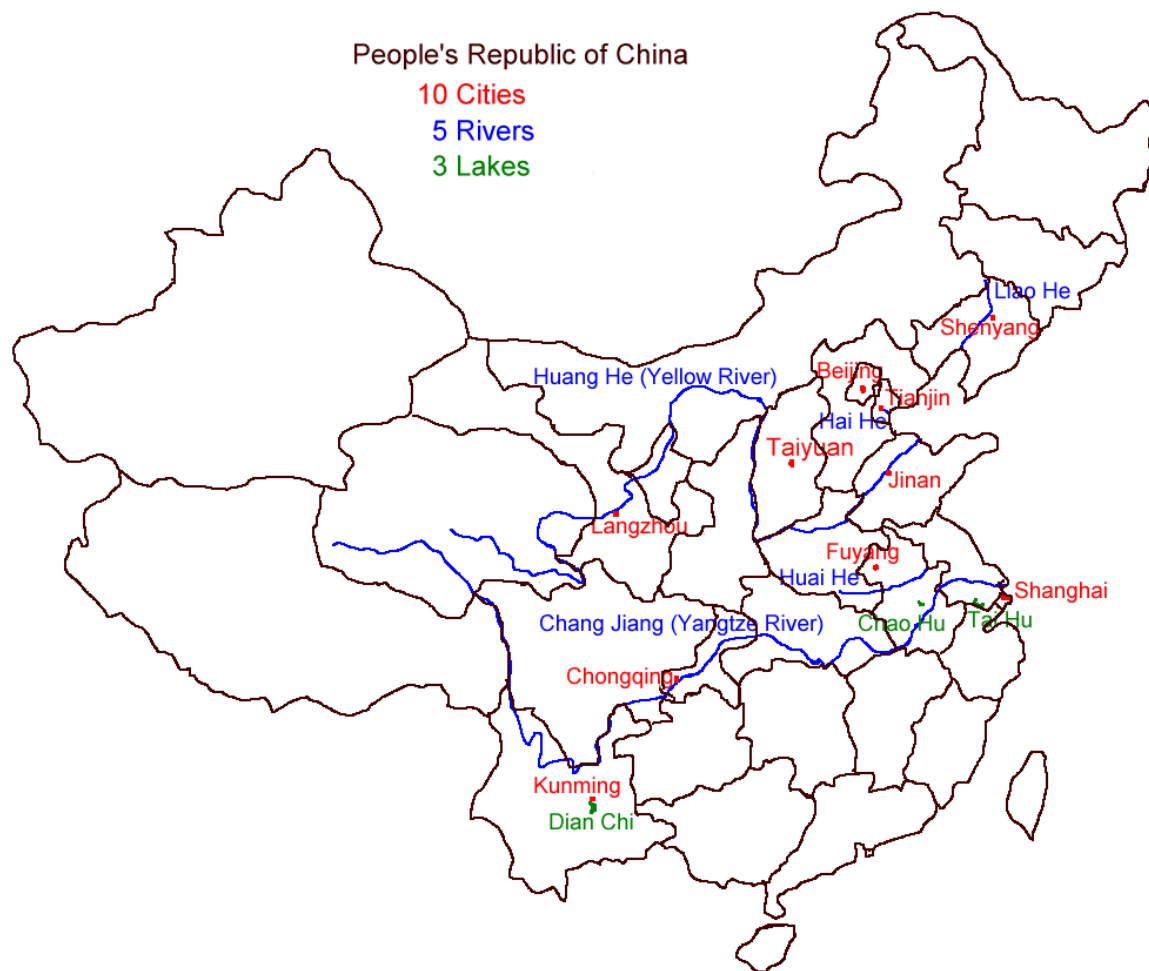 People's Republic of China
10 Cities
5 Rivers
3 Lakes
Liao He
Shenyang
Beijing
Huang He (Yellow River)
Tianjin
Hai He
Taiyuan
Jinan
Langzhou
Fuyang
Huai He
Shanghai
Chao Hu
Tai Hu
Chang Jiang (Yangtze River)
Chongqing
Kunming
Dian Chi